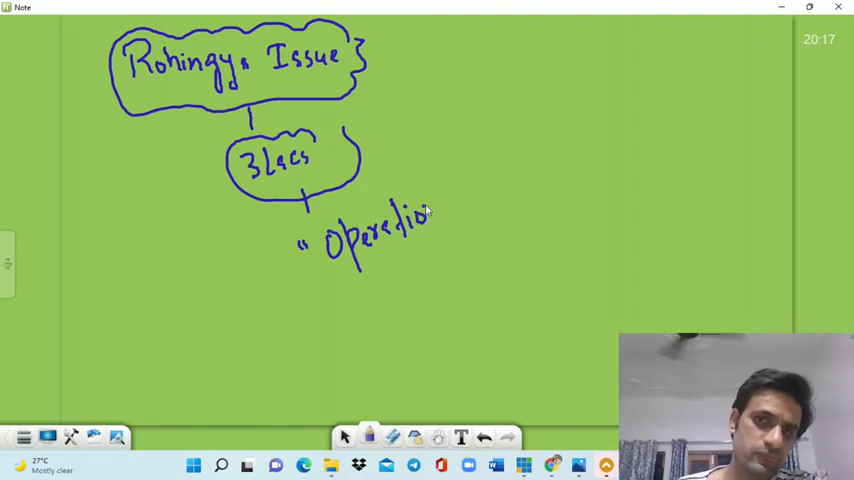 Note
20:17
Rohingya Issue
3 Lacs
" Operatio
27°C
Mostly clear